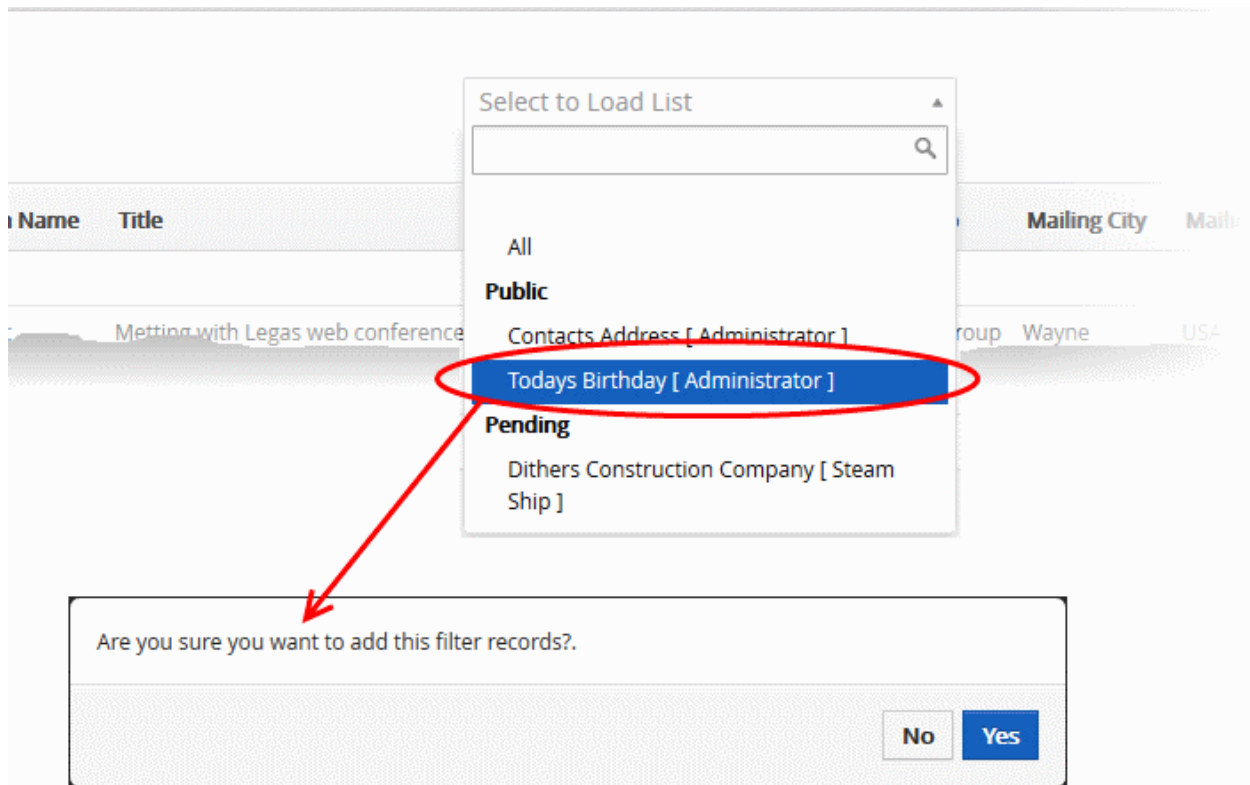 Select to Load List
Name Title Mailing City
All
Public
Metting with Legas web conference Contacts Address [ Administrator ] roup Wayne USA
Todays Birthday [ Administrator ]
Pending
Dithers Construction Company [ Steam
Ship ]
Are you sure you want to add this filter records?.
No Yes